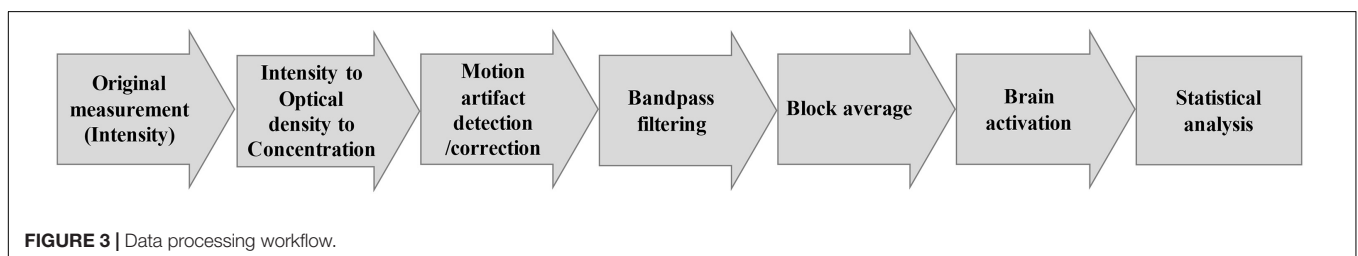 Original
measurement
(Intensity)
Intensity to
Optical
density to
Concentration
Motion
artifact
detection
/correction
Bandpass
filtering
Block average
Brain
activation
Statistical
analysis
FIGURE 3 | Data processing workflow.